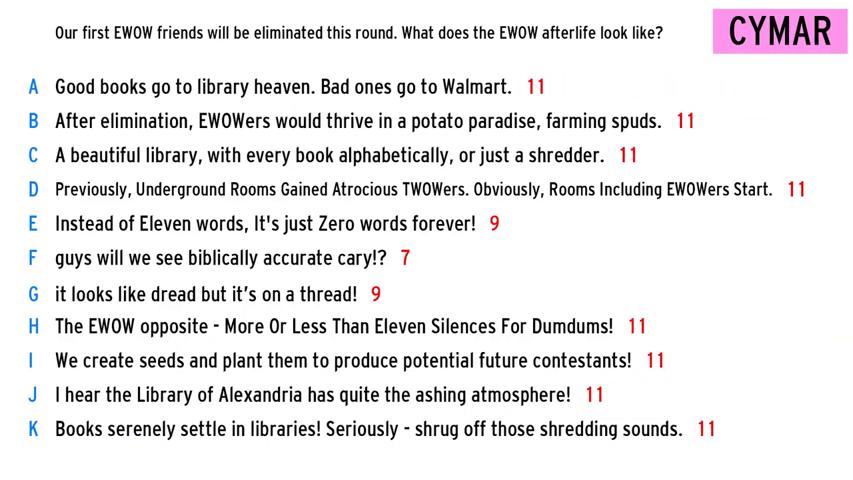 Our first EWOW friends will be eliminated this round. What does the EWOW afterlife look like?
CYMAR
A Good books go to library heaven. Bad ones go to Walmart. 11
B After elimination, EWOWers would thrive in a potato paradise, farming spuds. 11
C A beautiful library, with every book alphabetically, or just a shredder. 11
D Previously, Underground Rooms Gained Atrocious TWOWers. Obviously, Rooms Including EWOWers Start. 11
E Instead of Eleven words, It's just Zero words forever! 9
F guys will we see biblically accurate cary!? 7
G it looks like dread but it’s on a thread! 9
H The EWOW opposite - More Or Less Than Eleven Silences For Dumdums! 11
I We create seeds and plant them to produce potential future contestants! 11
J I hear the Library of Alexandria has quite the ashing atmosphere! 11
K Books serenely settle in libraries! Seriously - shrug off those shredding sounds. 11